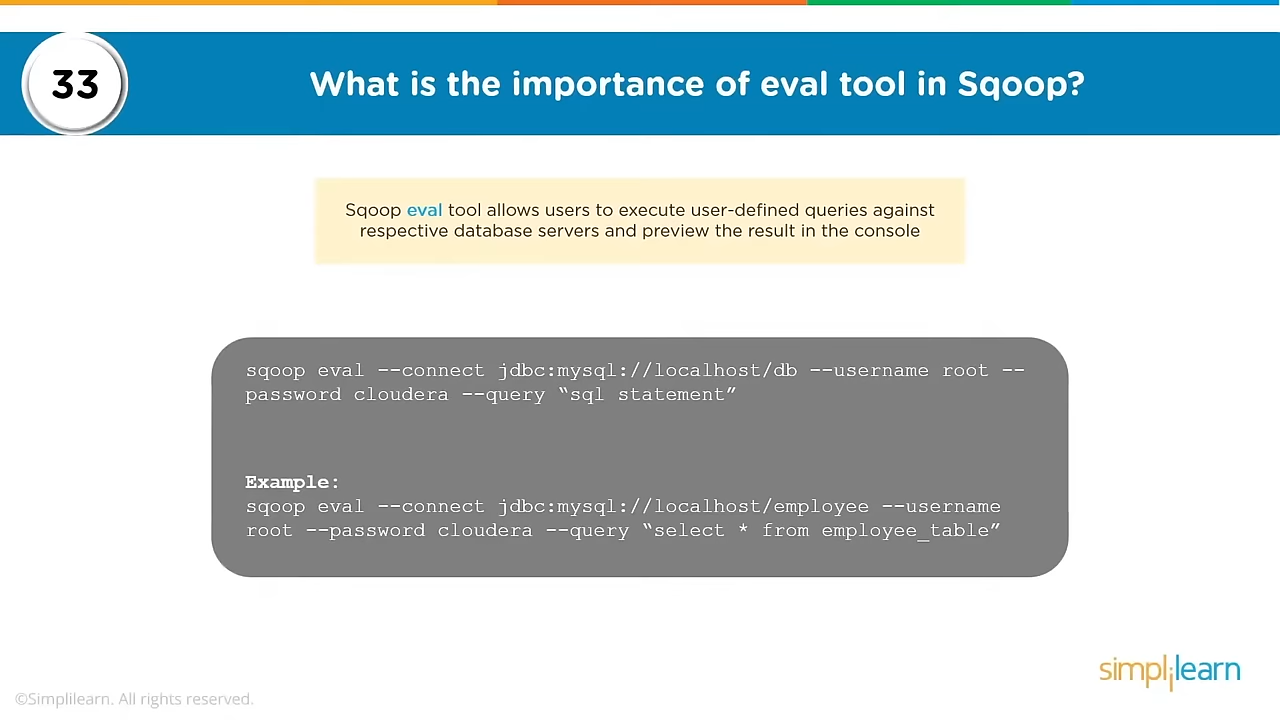 33
What is the importance of eval tool in Sqoop?
Sqoop eval tool allows users to execute user-defined queries against
respective database servers and preview the result in the console
sqoop eval --connect jdbc:mysql://localhost/db --username root --
password cloudera --query “sql statement”
Example:
sqoop eval --connect jdbc:mysql://localhost/employee --username
root --password cloudera --query “select * from employee_table”
simplilearn
©Simplilearn. All rights reserved.